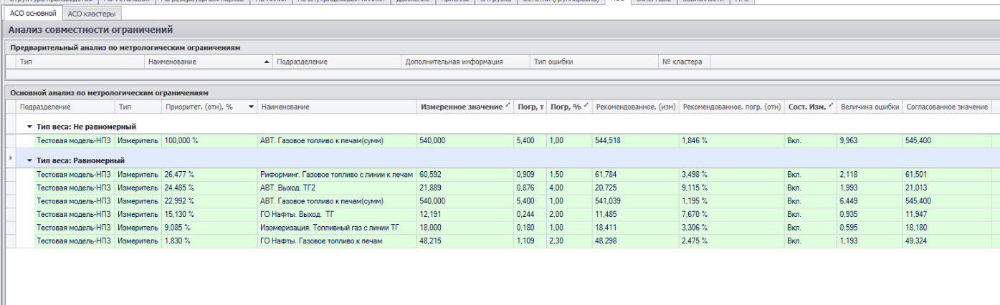 АСО основной АСО кластеры
Анализ совместности ограничений
Предварительный анализ по метрологическим ограничениям
Тип Наименование Подразделение Дополнительная информация Тип ошибки № кластера
Основной анализ по метрологическим ограничениям
Подразделение Тип Приоритет. (отн), % Наименование Измеренное значение Погр, т Погр, % Рекомендованное. (изм) Рекомендованное. погр. (отн) Сост. Изм. Величина ошибки Согласованное значение
Тип веса: Не равномерный
Тестовая модель-НПЗ Измеритель 100,000 % АВТ. Газовое топливо к печам(сумм) 540,000 5,400 1,00 544,518 1,846 % Вкл. 9,963 545,400
Тип веса: Равномерный
Тестовая модель-НПЗ Измеритель 26,477 % Риформинг. Газовое топливо с линии к печам 60,592 0,909 1,50 61,784 3,498 % Вкл. 2,118 61,501
Тестовая модель-НПЗ Измеритель 24,485 % АВТ. Выход. ТГ2 21,889 0,876 4,00 20,725 9,115 % Вкл. 1,993 21,013
Тестовая модель-НПЗ Измеритель 22,992 % АВТ. Газовое топливо к печам(сумм) 540,000 5,400 1,00 541,039 1,195 % Вкл. 6,449 545,400
Тестовая модель-НПЗ Измеритель 15,130 % ГО Нафты. Выход. ТГ 12,191 0,244 2,00 11,485 7,670 % Вкл. 0,935 11,947
Тестовая модель-НПЗ Измеритель 9,085 % Изомеризация. Топливный газ с линии ТГ 18,000 0,180 1,00 18,411 3,306 % Вкл. 0,595 18,180
Тестовая модель-НПЗ Измеритель 1,830 % ГО Нафты. Газовое топливо к печам 48,215 1,109 2,30 48,298 2,475 % Вкл. 1,193 49,324